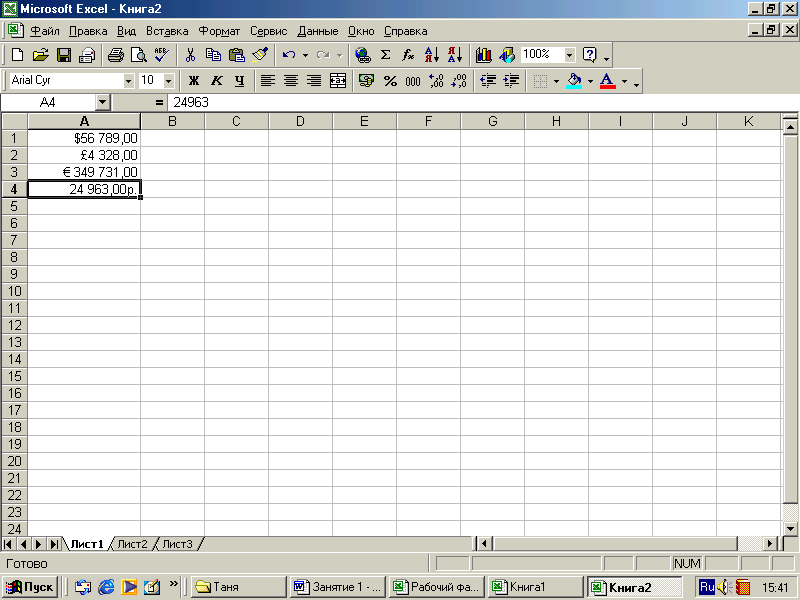 Microsoft Excel - Книга2
Файл Правка Вид Вставка Формат Сервис Данные Окно Справка
100%
Arial Cyr 10 Ж К Ч % 000
A4 = 24963
A B C D E F G H I J K
1 $56 789,00
2 £4 328,00
3 € 349 731,00
4 24 963,00р.
5
6
7
8
9
10
11
12
13
14
15
16
17
18
19
20
21
22
23
24
Лист1 Лист2 Лист3
Готово NUM
Пуск Таня Занятие 1 - ... Рабочий фа... Книга1 Книга2 Ru 15:41